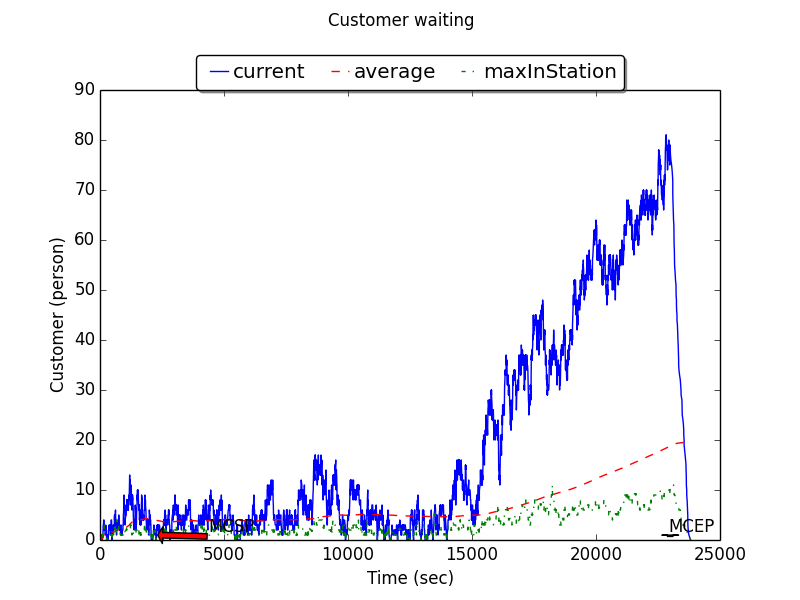 Customer waiting
current average maxInStation
90
80
70
60
50
40
30
20
10
0
Customer (person)
MCSP
MCEP
0 5000 10000 15000 20000 25000
Time (sec)